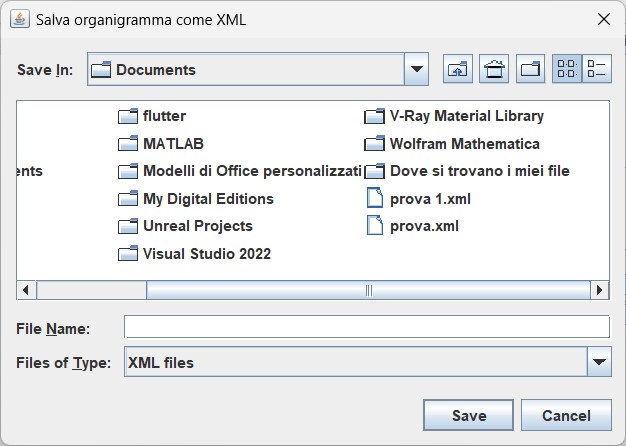 Salva organigramma come XML
Save In: Documents
flutter
MATLAB
Modelli di Office personalizzati
My Digital Editions
Unreal Projects
Visual Studio 2022
V-Ray Material Library
Wolfram Mathematica
Dove si trovano i miei file
prova 1.xml
prova.xml
ents
File Name:
Files of Type: XML files
Save Cancel